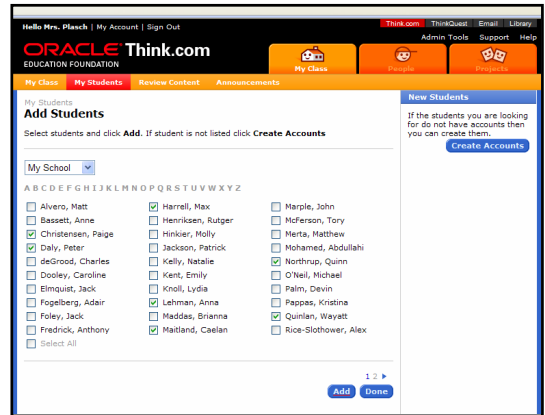 Hello Mrs. Plasch | My Account | Sign Out
Think.com ThinkQuest Email Library
Admin Tools Support Help
ORACLE Think.com
EDUCATION FOUNDATION
My Class People Projects
My Class My Students Review Content Announcements
My Students
Add Students
Select students and click Add. If student is not listed click Create Accounts
New Students
If the students you are looking
for do not have accounts then
you can create them.
Create Accounts
My School
A B C D E F G H I J K L M N O P Q R S T U V W X Y Z
Alvero, Matt Harrell, Max Marple, John
Bassett, Anne Henriksen, Rutger McFerson, Tory
Christensen, Paige Hinkier, Molly Merta, Matthew
Daly, Peter Jackson, Patrick Mohamed, Abdullahi
deGrood, Charles Kelly, Natalie Northrup, Quinn
Dooley, Caroline Kent, Emily O'Neil, Michael
Elmquist, Jack Knoll, Lydia Palm, Devin
Fogelberg, Adair Lehman, Anna Pappas, Kristina
Foley, Jack Maddas, Brianna Quinlan, Wayatt
Fredrick, Anthony Maitland, Caelan Rice-Slothower, Alex
Select All
1 2
Add Done